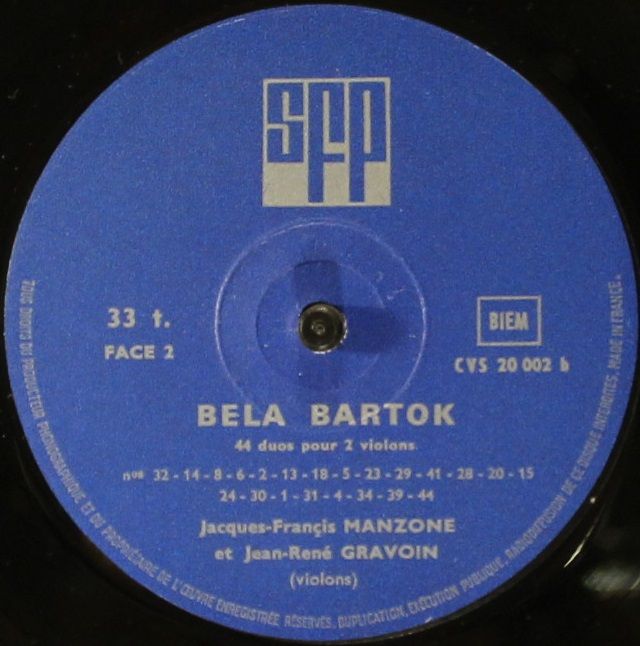 SFP
33 t.
FACE 2
BIEM
CVS 20 002 b
BELA BARTOK
44 duos pour 2 violons
nos 32 - 14 - 8 - 6 - 2 - 13 - 18 - 5 - 23 - 29 - 41 - 28 - 20 - 15
24 - 30 - 1 - 31 - 4 - 34 - 39 - 44
Jacques-Françis MANZONE
et Jean-René GRAVOIN
(violons)
TOUS DROITS DU PRODUCTEUR PHONOGRAPHIQUE ET DU PROPRIÉTAIRE DE L'ŒUVRE ENREGISTRÉE RÉSERVÉS. DUPLICATION, EXÉCUTION PUBLIQUE, RADIODIFFUSION DE CE DISQUE INTERDITES. MADE IN FRANCE.